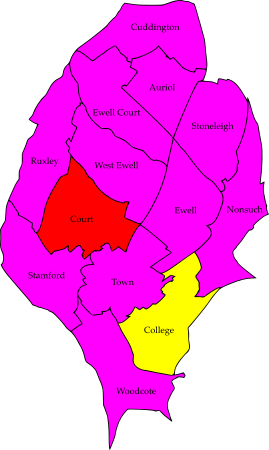 Cuddington
Auriol
Ewell Court
Stoneleigh
Ruxley
West Ewell
Ewell
Nonsuch
Court
Stamford
Town
College
Woodcote